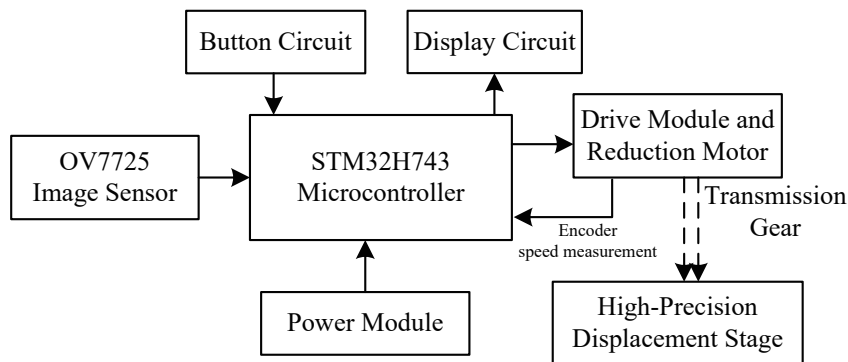 Button Circuit
Display Circuit
OV7725
Image Sensor
STM32H743
Microcontroller
Drive Module and
Reduction Motor
Transmission
Gear
Encoder
speed measurement
Power Module
High-Precision
Displacement Stage